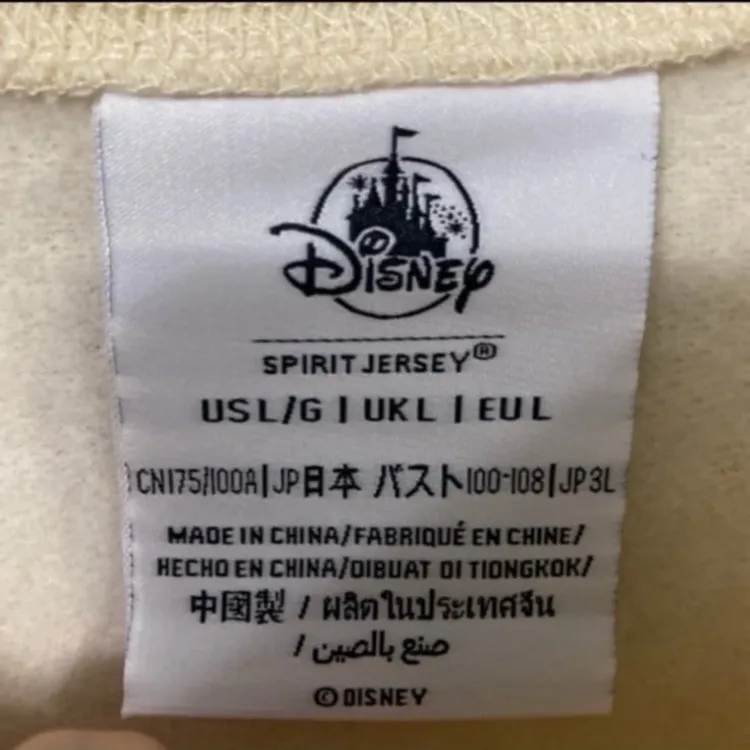 DISNEY
SPIRIT JERSEY®
US L/G | UK L | EU L
CN175/100A|JP日本 バスト100-108|JP 3L
MADE IN CHINA/FABRIQUÉ EN CHINE/
HECHO EN CHINA/DIBUAT DI TIONGKOK/
中國製 / ผลิตในประเทศจีน
/ صنع بالصين
© DISNEY